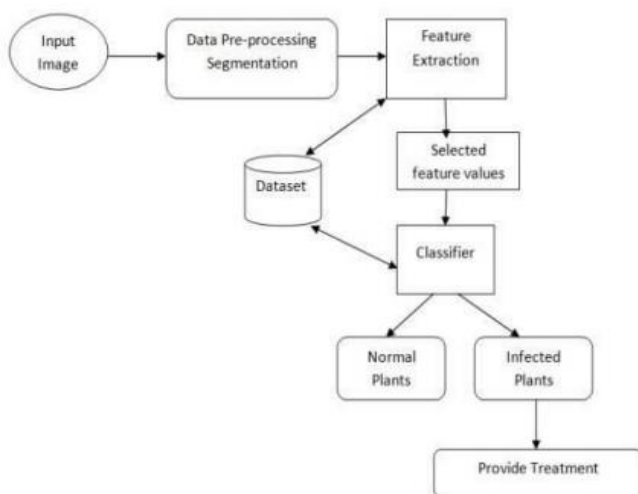 Input
Image
Data Pre-processing
Segmentation
Feature
Extraction
Selected
feature values
Dataset
Classifier
Normal
Plants
Infected
Plants
Provide Treatment